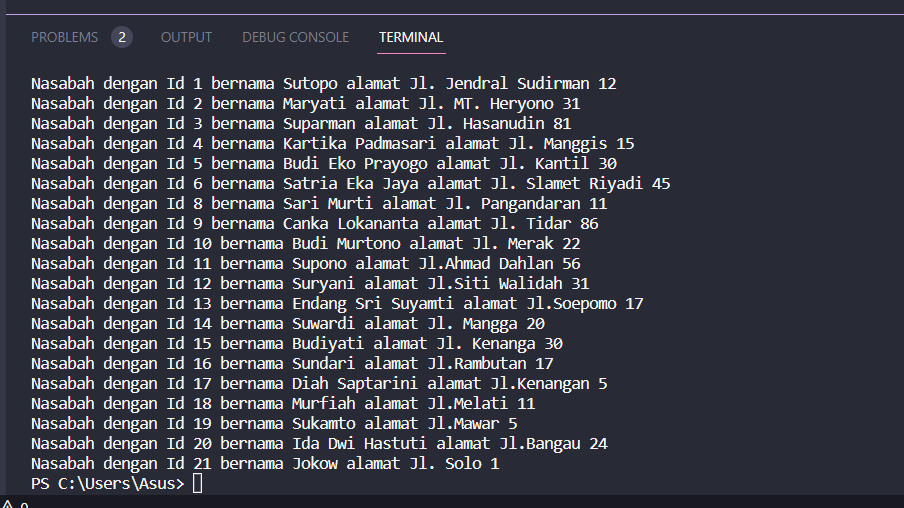 PROBLEMS 2 OUTPUT DEBUG CONSOLE TERMINAL
Nasabah dengan Id 1 bernama Sutopo alamat Jl. Jendral Sudirman 12
Nasabah dengan Id 2 bernama Maryati alamat Jl. MT. Heryono 31
Nasabah dengan Id 3 bernama Suparman alamat Jl. Hasanudin 81
Nasabah dengan Id 4 bernama Kartika Padmasari alamat Jl. Manggis 15
Nasabah dengan Id 5 bernama Budi Eko Prayogo alamat Jl. Kantil 30
Nasabah dengan Id 6 bernama Satria Eka Jaya alamat Jl. Slamet Riyadi 45
Nasabah dengan Id 8 bernama Sari Murti alamat Jl. Pangandaran 11
Nasabah dengan Id 9 bernama Canka Lokananta alamat Jl. Tidar 86
Nasabah dengan Id 10 bernama Budi Murtono alamat Jl. Merak 22
Nasabah dengan Id 11 bernama Supono alamat Jl.Ahmad Dahlan 56
Nasabah dengan Id 12 bernama Suryani alamat Jl.Siti Walidah 31
Nasabah dengan Id 13 bernama Endang Sri Suyamti alamat Jl.Soepomo 17
Nasabah dengan Id 14 bernama Suwardi alamat Jl. Mangga 20
Nasabah dengan Id 15 bernama Budiyati alamat Jl. Kenanga 30
Nasabah dengan Id 16 bernama Sundari alamat Jl.Rambutan 17
Nasabah dengan Id 17 bernama Diah Saptarini alamat Jl.Kenangan 5
Nasabah dengan Id 18 bernama Murfiah alamat Jl.Melati 11
Nasabah dengan Id 19 bernama Sukamto alamat Jl.Mawar 5
Nasabah dengan Id 20 bernama Ida Dwi Hastuti alamat Jl.Bangau 24
Nasabah dengan Id 21 bernama Jokow alamat Jl. Solo 1
PS C:\Users\Asus>